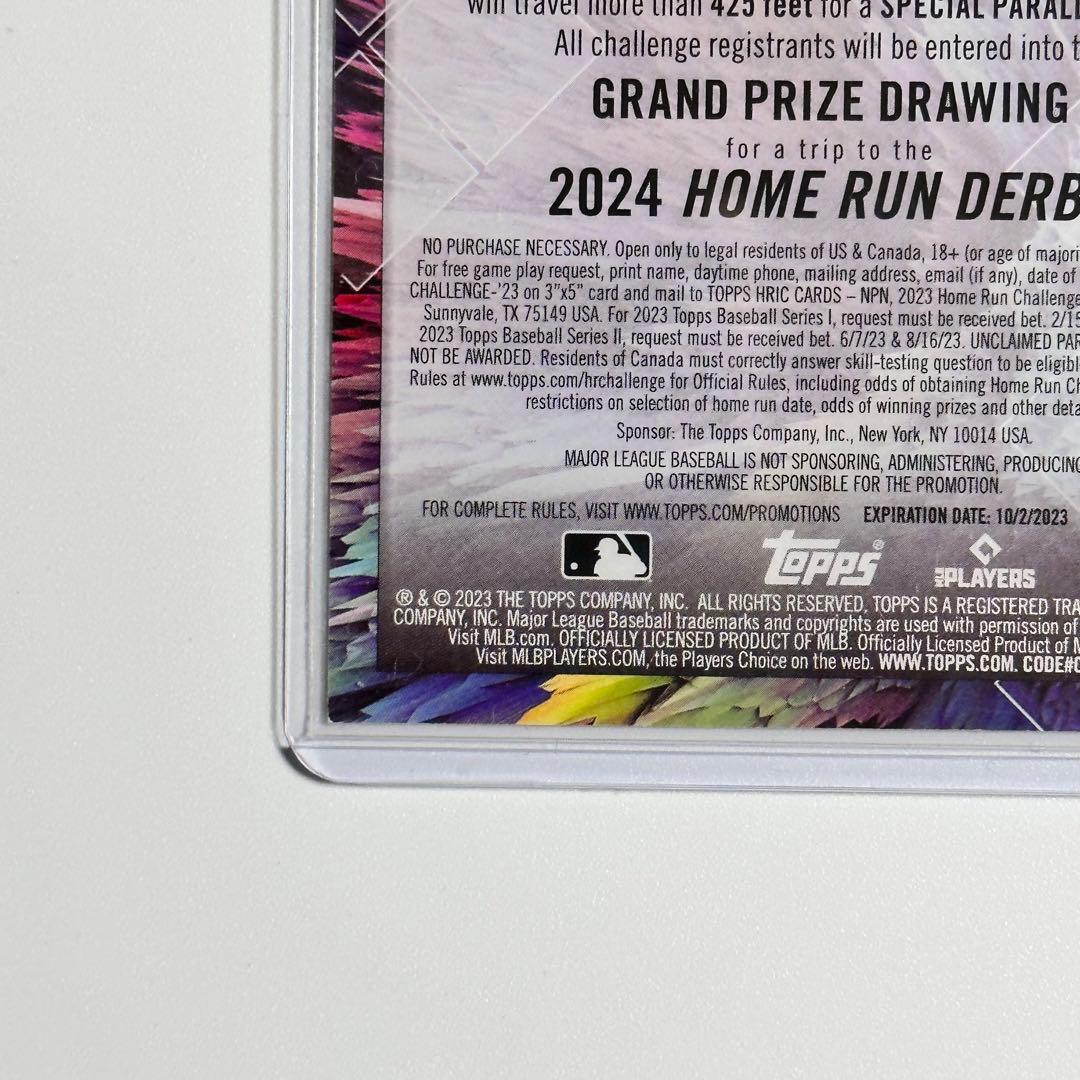 will travel more than 425 feet for a SPECIAL
All challenge registrants will be entered into
GRAND PRIZE DRAWING
for a trip to the
2024 HOME RUN DERB
NO PURCHASE NECESSARY. Open only to legal residents of US & Canada, 18+ (or age of majori
For free game play request, print name, daytime phone, mailing address, email (if any), date of
CHALLENGE-'23 on 3"x5" card and mail to TOPPS HRIC CARDS – NPN, 2023 Home Run Challenge
Sunnyvale, TX 75149 USA. For 2023 Topps Baseball Series I, request must be received bet. 2/15
2023 Topps Baseball Series II, request must be received bet. 6/7/23 & 8/16/23. UNCLAIMED PAR
NOT BE AWARDED. Residents of Canada must correctly answer skill-testing question to be eligibl
Rules at www.topps.com/hrchallenge for Official Rules, including odds of obtaining Home Run Ch
restrictions on selection of home run date, odds of winning prizes and other deta
Sponsor: The Topps Company, Inc., New York, NY 10014 USA.
MAJOR LEAGUE BASEBALL IS NOT SPONSORING, ADMINISTERING, PRODUCING
OR OTHERWISE RESPONSIBLE FOR THE PROMOTION.
FOR COMPLETE RULES, VISIT WWW.TOPPS.COM/PROMOTIONS EXPIRATION DATE: 10/2/2023
Topps® MLB PLAYERS
® & © 2023 THE TOPPS COMPANY, INC. ALL RIGHTS RESERVED. TOPPS IS A REGISTERED TRA
COMPANY, INC. Major League Baseball trademarks and copyrights are used with permission of
Visit MLB.com. OFFICIALLY LICENSED PRODUCT OF MLB. Officially Licensed Product of M
Visit MLBPLAYERS.COM, the Players Choice on the web. WWW.TOPPS.COM. CODE#C